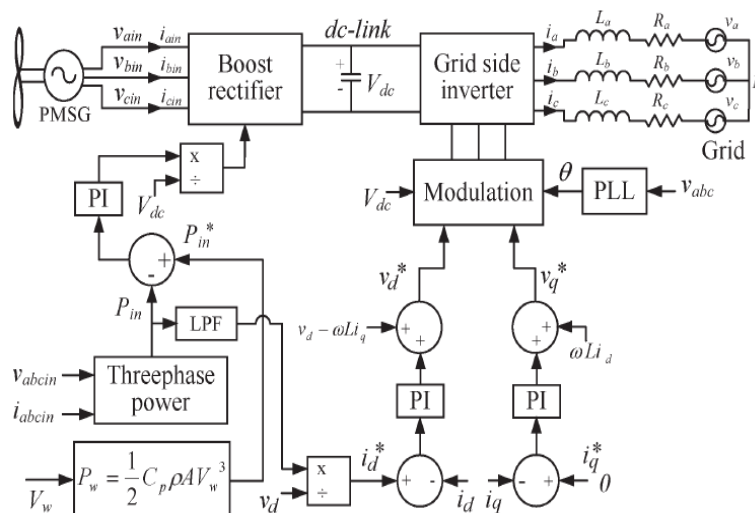 v_ain i_ain
v_bin i_bin
v_cin i_cin
PMSG
Boost
rectifier
dc-link
+
-
V_dc
Grid side
inverter
i_a L_a R_a v_a
i_b L_b R_b v_b
i_c L_c R_c v_c
Grid
x
÷
PI
V_dc
V_dc
Modulation
θ
PLL
v_abc
P_in*
+
-
P_in
LPF
v_d*
v_q*
v_d − ωLi_q
+
+
+
+
ωLi_d
v_abcin
i_abcin
Threephase
power
PI
PI
V_w
P_w = 1/2 C_p ρAV_w^3
x
÷
v_d
i_d*
+ -
i_d
i_q
- +
i_q*
0